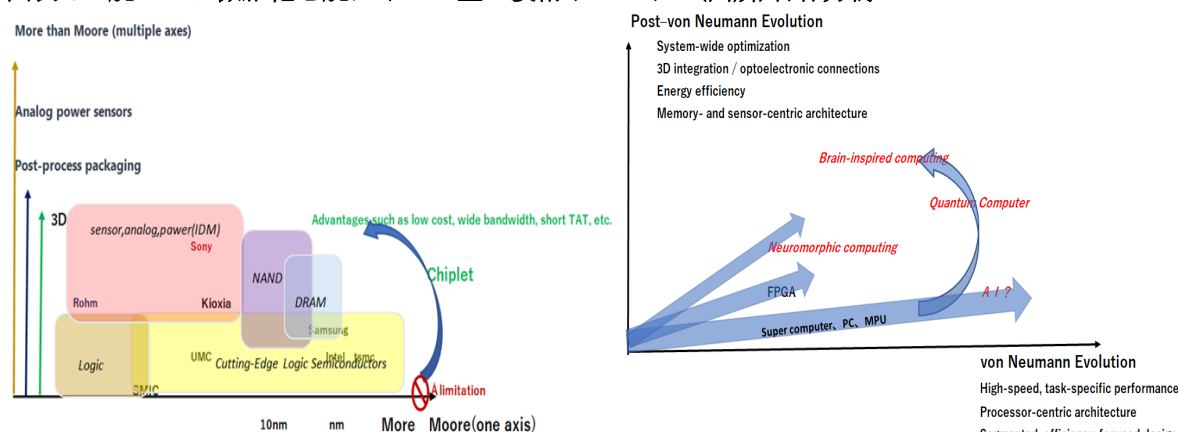 More than Moore (multiple axes)
Analog power sensors
Post-process packaging
3D
sensor,analog,pawer(IDM)
Sony
Rohm
Kioxia
NAND
DRAM
Samsung
Logic
UMC
Cutting-Edge Logic Semiconductors
Intel
tsmc
SMIC
Advantages such as low cost, wide bandwidth, short TAT, etc.
Chiplet
A limitation
10nm
nm
More
Moore(one axis)
Post–von Neumann Evolution
System-wide optimization
3D integration / optoelectronic connections
Energy efficiency
Memory- and sensor-centric architecture
Brain-inspired computing
Quantum Computer
Neuromorphic computing
FPGA
A I ?
Super computer、PC、MPU
von Neumann Evolution
High-speed, task-specific performance
Processor-centric architecture